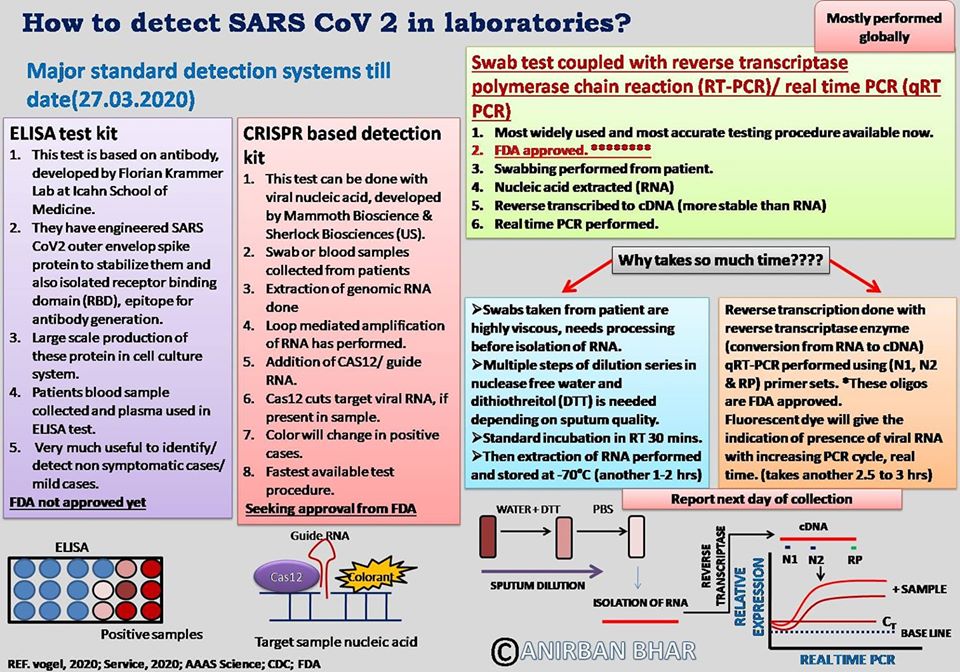 How to detect SARS CoV 2 in laboratories?
Mostly performed
globally
Major standard detection systems till
date(27.03.2020)
ELISA test kit
1. This test is based on antibody,
developed by Florian Krammer
Lab at Icahn School of
Medicine.
2. They have engineered SARS
CoV2 outer envelop spike
protein to stabilize them and
also isolated receptor binding
domain (RBD), epitope for
antibody generation.
3. Large scale production of
these protein in cell culture
system.
4. Patients blood sample
collected and plasma used in
ELISA test.
5. Very much useful to identify/
detect non symptomatic cases/
mild cases.
FDA not approved yet
CRISPR based detection
kit
1. This test can be done with
viral nucleic acid, developed
by Mammoth Bioscience &
Sherlock Biosciences (US).
2. Swab or blood samples
collected from patients
3. Extraction of genomic RNA
done
4. Loop mediated amplification
of RNA has performed.
5. Addition of CAS12/ guide
RNA.
6. Cas12 cuts target viral RNA, if
present in sample.
7. Color will change in positive
cases.
8. Fastest available test
procedure.
Seeking approval from FDA
Swab test coupled with reverse transcriptase
polymerase chain reaction (RT-PCR)/ real time PCR (qRT
PCR)
1. Most widely used and most accurate testing procedure available now.
2. FDA approved. ********
3. Swabbing performed from patient.
4. Nucleic acid extracted (RNA)
5. Reverse transcribed to cDNA (more stable than RNA)
6. Real time PCR performed.
Why takes so much time????
➢Swabs taken from patient are
highly viscous, needs processing
before isolation of RNA.
➢Multiple steps of dilution series in
nuclease free water and
dithiothreitol (DTT) is needed
depending on sputum quality.
➢Standard incubation in RT 30 mins.
➢Then extraction of RNA performed
and stored at -70°C (another 1-2 hrs)
Reverse transcription done with
reverse transcriptase enzyme
(conversion from RNA to cDNA)
qRT-PCR performed using (N1, N2
& RP) primer sets. *These oligos
are FDA approved.
Fluorescent dye will give the
indication of presence of viral RNA
with increasing PCR cycle, real
time. (takes another 2.5 to 3 hrs)
Report next day of collection
ELISA
Positive samples
Guide RNA
Cas12
Colorant
Target sample nucleic acid
WATER + DTT
PBS
SPUTUM DILUTION
ISOLATION OF RNA
REVERSE
TRANSCRIPTASE
cDNA
N1 N2 RP
RELATIVE
EXPRESSION
+ SAMPLE
CT
BASE LINE
REALTIME PCR
©ANIRBAN BHAR
REF. vogel, 2020; Service, 2020; AAAS Science; CDC; FDA